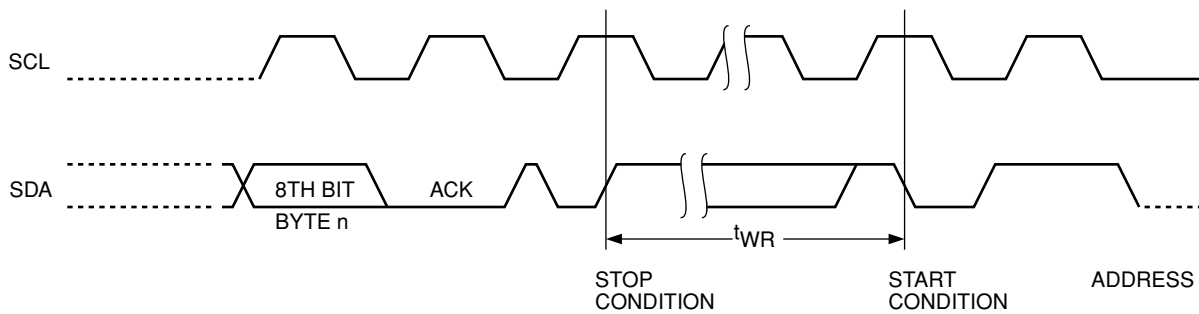 SCL
SDA
8TH BIT
ACK
BYTE n
tWR
STOP
CONDITION
START
CONDITION
ADDRESS